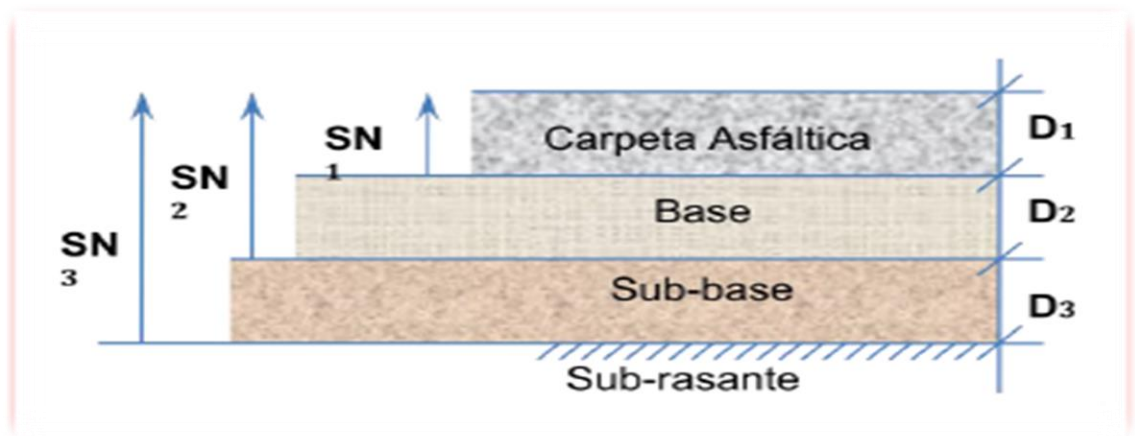 SN
1
SN
2
SN
3
Carpeta Asfáltica
Base
Sub-base
Sub-rasante
D1
D2
D3